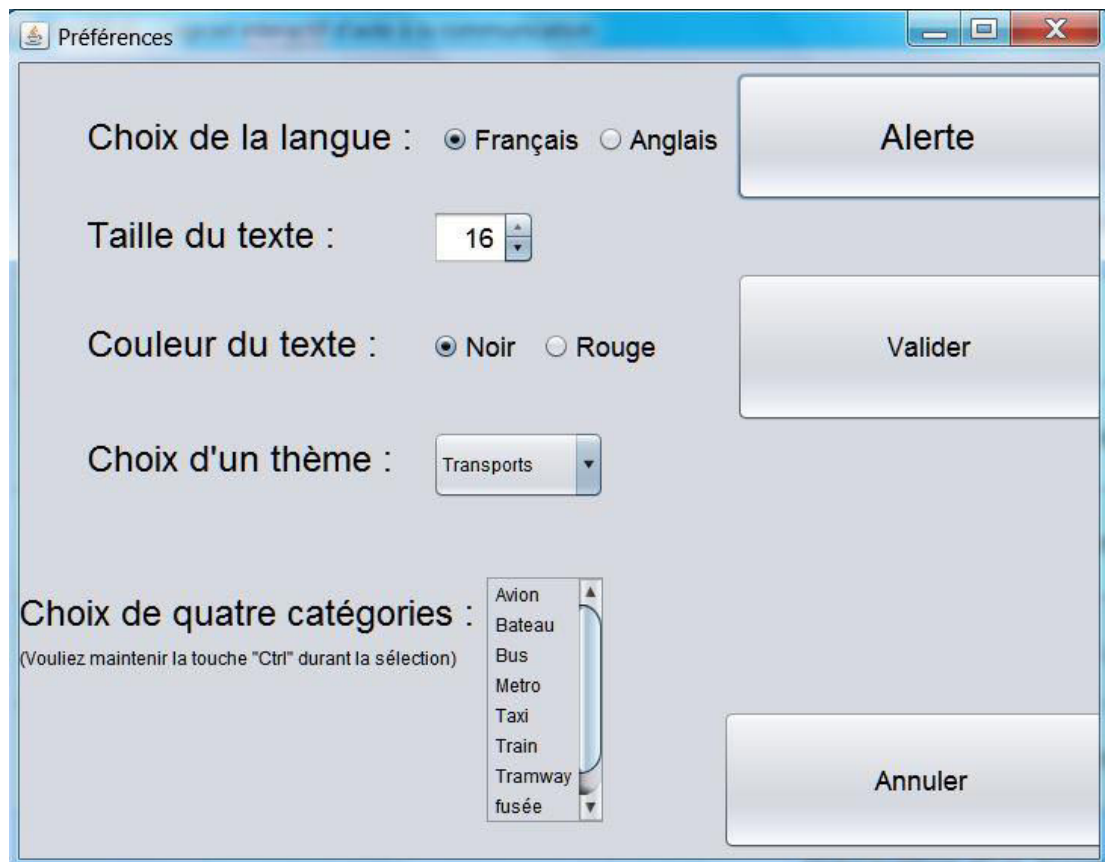 Préférences
Choix de la langue : Français Anglais
Alerte
Taille du texte : 16
Couleur du texte : Noir Rouge
Valider
Choix d'un thème : Transports
Choix de quatre catégories :
(Vouliez maintenir la touche "Ctrl" durant la sélection)
Avion
Bateau
Bus
Metro
Taxi
Train
Tramway
fusée
Annuler